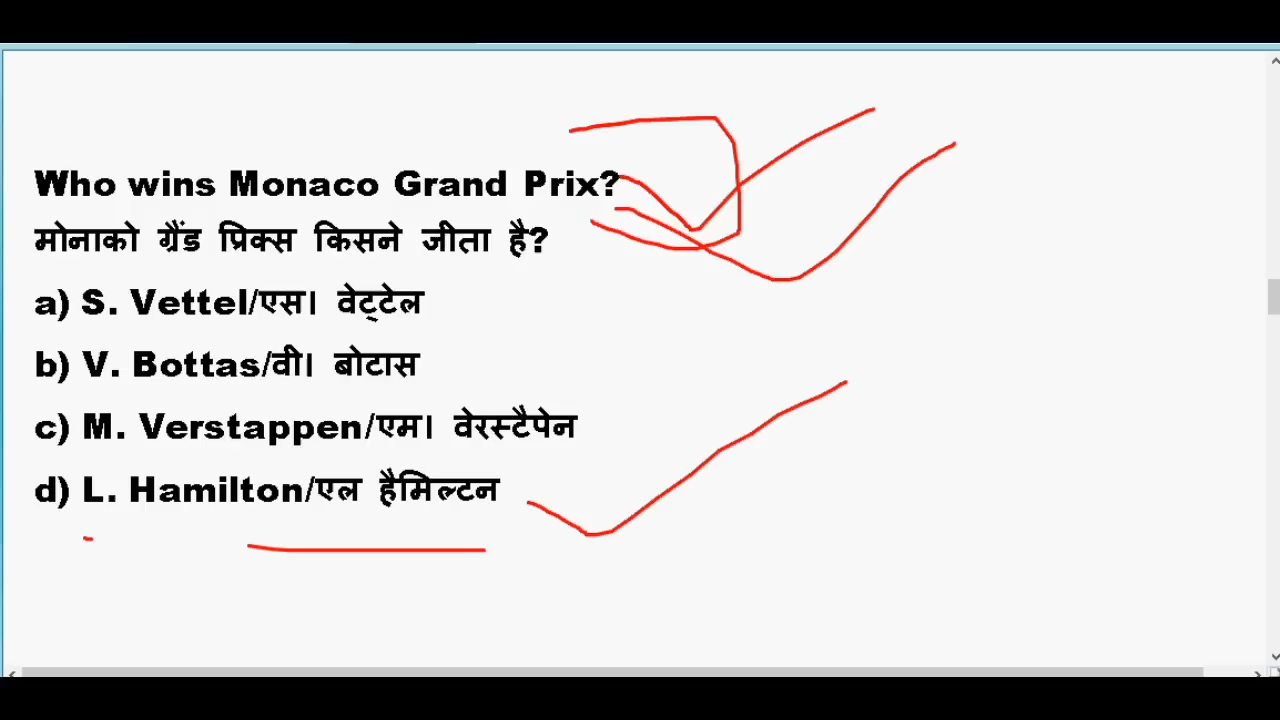 Who wins Monaco Grand Prix?
मोनाको ग्रैंड प्रिक्स किसने जीता है?
a) S. Vettel/एस। वेट्टेल
b) V. Bottas/वी। बोटास
c) M. Verstappen/एम। वेरस्टैपेन
d) L. Hamilton/एल हैमिल्टन